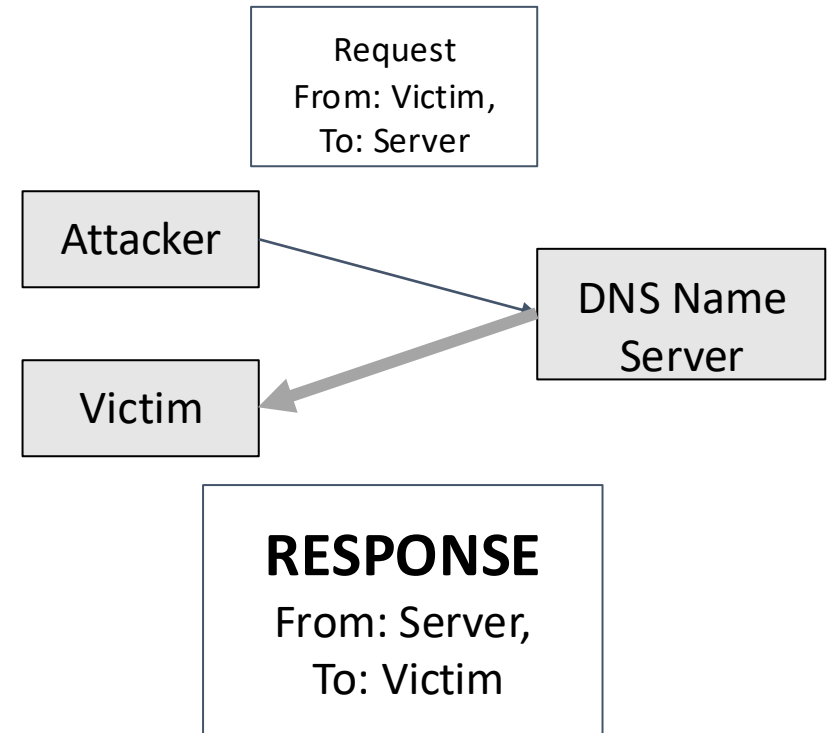 Request
From: Victim,
To: Server
Attacker
DNS Name
Server
Victim
RESPONSE
From: Server,
To: Victim